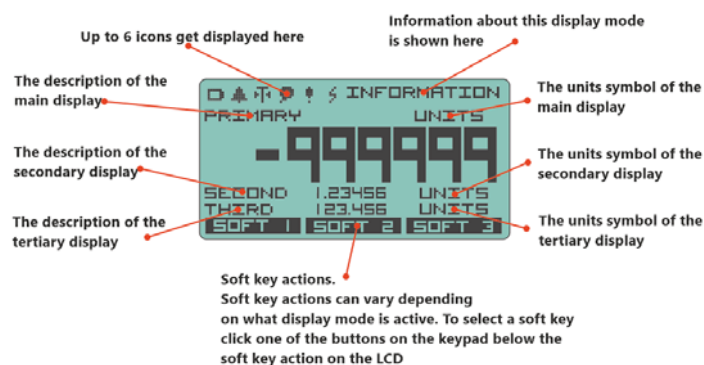 Up to 6 icons get displayed here
Information about this display mode
is shown here
The description of the
main display
INFORMATION
PRIMARY UNITS
-999999
The units symbol of the
main display
The description of the
secondary display
SECOND 1.23456 UNITS
The units symbol of the
secondary display
The description of the
tertiary display
THIRD 123.456 UNITS
The units symbol of the
tertiary display
SOFT 1 SOFT 2 SOFT 3
Soft key actions.
Soft key actions can vary depending
on what display mode is active. To select a soft key
click one of the buttons on the keypad below the
soft key action on the LCD